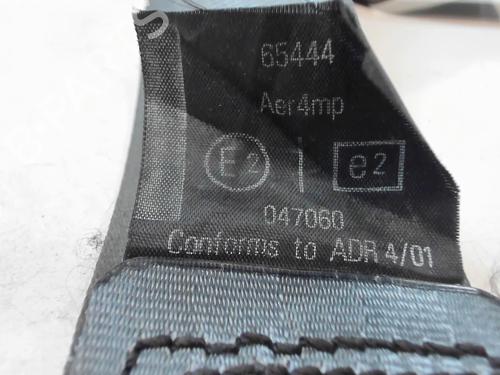 65444
Aer4mp
E2 | e2
047060
Conforms to ADR 4/01